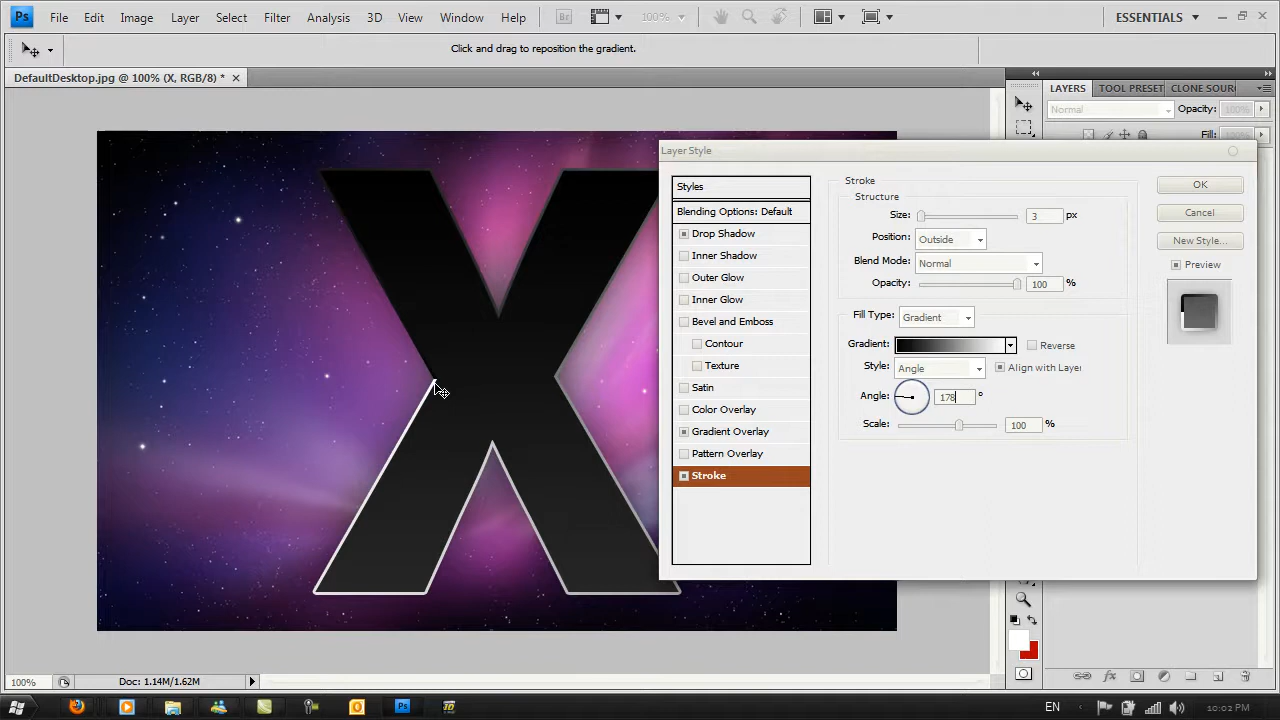 Ps File Edit Image Layer Select Filter Analysis 3D View Window Help Br 100% ESSENTIALS
Click and drag to reposition the gradient.
DefaultDesktop.jpg @ 100% (X, RGB/8) *
LAYERS TOOL PRESET CLONE SOUR
Normal Opacity: 100%
Fill: 100%
Layer Style
Styles
Blending Options: Default
Drop Shadow
Inner Shadow
Outer Glow
Inner Glow
Bevel and Emboss
Contour
Texture
Satin
Color Overlay
Gradient Overlay
Pattern Overlay
Stroke
Stroke
Structure
Size: 3 px
Position: Outside
Blend Mode: Normal
Opacity: 100 %
Fill Type: Gradient
Gradient: Reverse
Style: Angle Align with Layer
Angle: 178 °
Scale: 100 %
OK
Cancel
New Style...
Preview
X
100% Doc: 1.14M/1.62M
fx
EN 10:02 PM